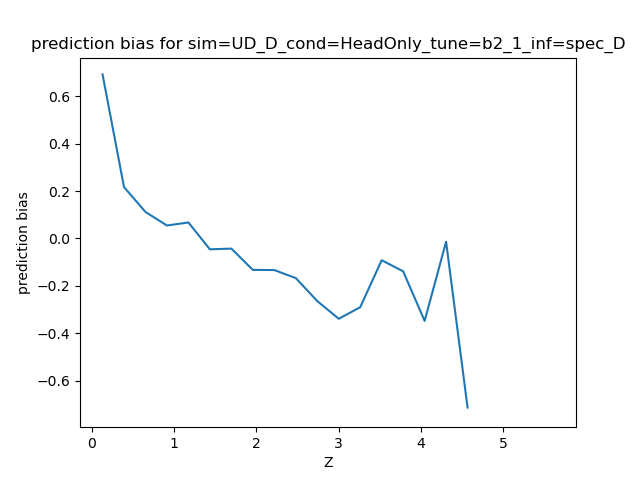 prediction bias for sim=UD_D_cond=HeadOnly_tune=b2_1_inf=spec_D
0.6
0.4
0.2
0.0
−0.2
−0.4
−0.6
prediction bias
0 1 2 3 4 5
Z